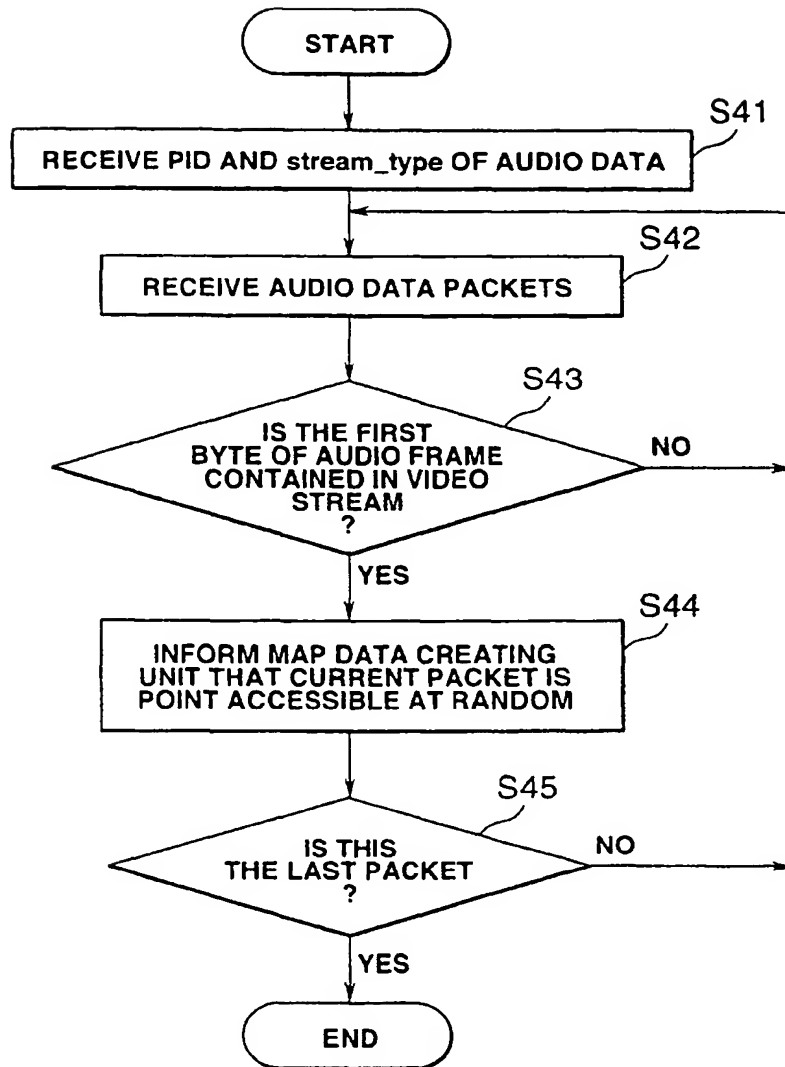 START
S41
RECEIVE PID AND stream_type OF AUDIO DATA
S42
RECEIVE AUDIO DATA PACKETS
S43
IS THE FIRST
BYTE OF AUDIO FRAME
CONTAINED IN VIDEO
STREAM
?
NO
YES
S44
INFORM MAP DATA CREATING
UNIT THAT CURRENT PACKET IS
POINT ACCESSIBLE AT RANDOM
S45
IS THIS
THE LAST PACKET
?
NO
YES
END